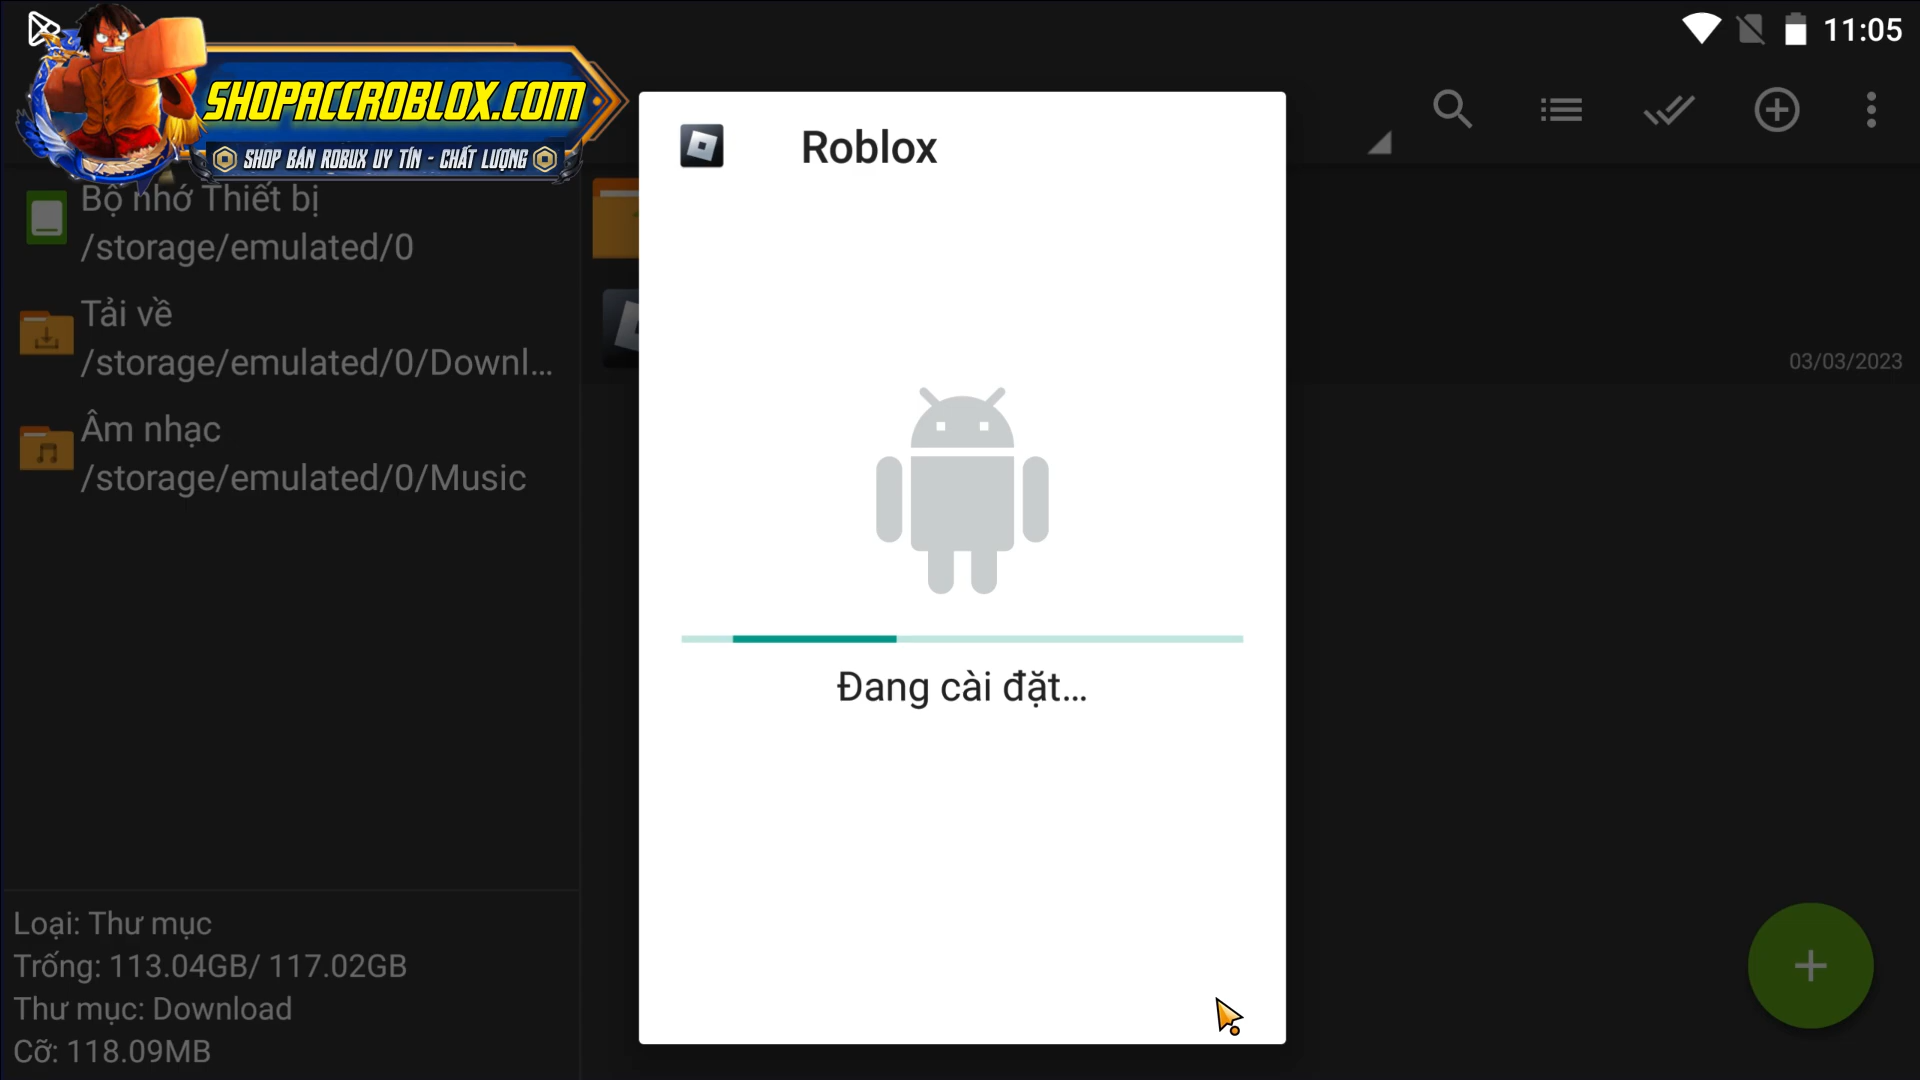 11:05
SHOPACCROBLOX.COM
SHOP BÁN ROBUX UY TÍN - CHẤT LƯỢNG
Bộ nhớ Thiết bị
/storage/emulated/0
Tải về
/storage/emulated/0/Downl...
Âm nhạc
/storage/emulated/0/Music
Loại: Thư mục
Trống: 113.04GB/ 117.02GB
Thư mục: Download
Cỡ: 118.09MB
Roblox
Đang cài đặt...
03/03/2023